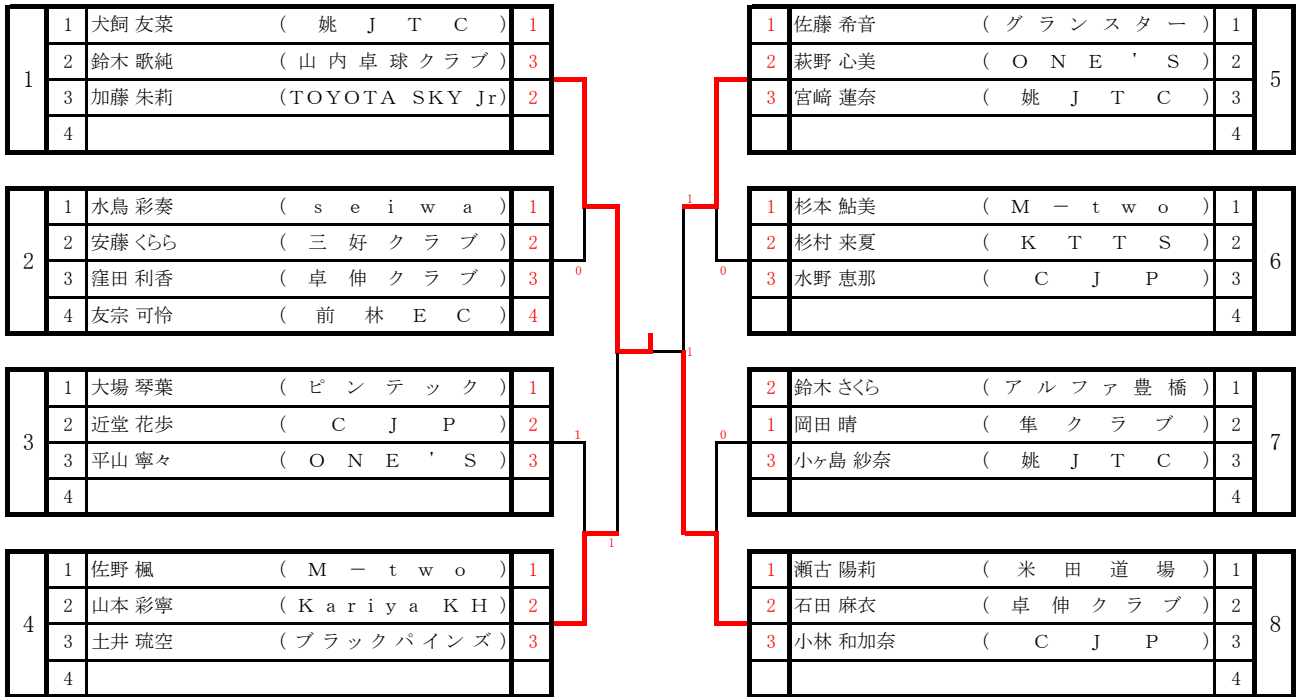 1
1 犬飼 友菜 (姚JTC) 1
2 鈴木 歌純 (山内卓球クラブ) 3
3 加藤 朱莉 (TOYOTA SKY Jr) 2
4
2
1 水鳥 彩奏 (seiwa) 1
2 安藤 くらら (三好クラブ) 2
3 窪田 利香 (卓伸クラブ) 3
4 友宗 可怜 (前林EC) 4
3
1 大場 琴葉 (ピンテック) 1
2 近堂 花歩 (CJP) 2
3 平山 寧々 (ONE'S) 3
4
4
1 佐野 楓 (M－two) 1
2 山本 彩寧 (Kariya KH) 2
3 土井 琉空 (ブラックパインズ) 3
4
0
1
1
1
0
1
0
1 佐藤 希音 (グランスター) 1
2 萩野 心美 (ONE'S) 2
3 宮﨑 蓮奈 (姚JTC) 3
4
5
1 杉本 鮎美 (M－two) 1
2 杉村 来夏 (KTTS) 2
3 水野 恵那 (CJP) 3
4
6
2 鈴木 さくら (アルファ豊橋) 1
1 岡田 晴 (隼クラブ) 2
3 小ヶ島 紗奈 (姚JTC) 3
4
7
1 瀬古 陽莉 (米田道場) 1
2 石田 麻衣 (卓伸クラブ) 2
3 小林 和加奈 (CJP) 3
4
8